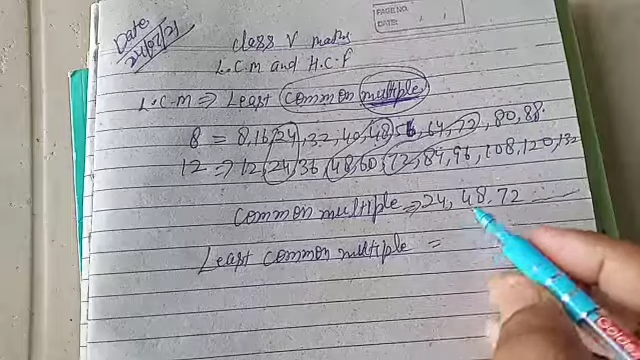 PAGE NO.
DATE:
Date
24/02/21
Class V maths
L.C.M and H.C.F
L.C.M ⇒ Least common multiple
8 = 8,16,24,32,40,48,56,64,72,80,88.
12 ⇒ 12,24,36,48,60,72,84,96,108,120,132
Common multiple ⇒ 24, 48, 72
Least common multiple =